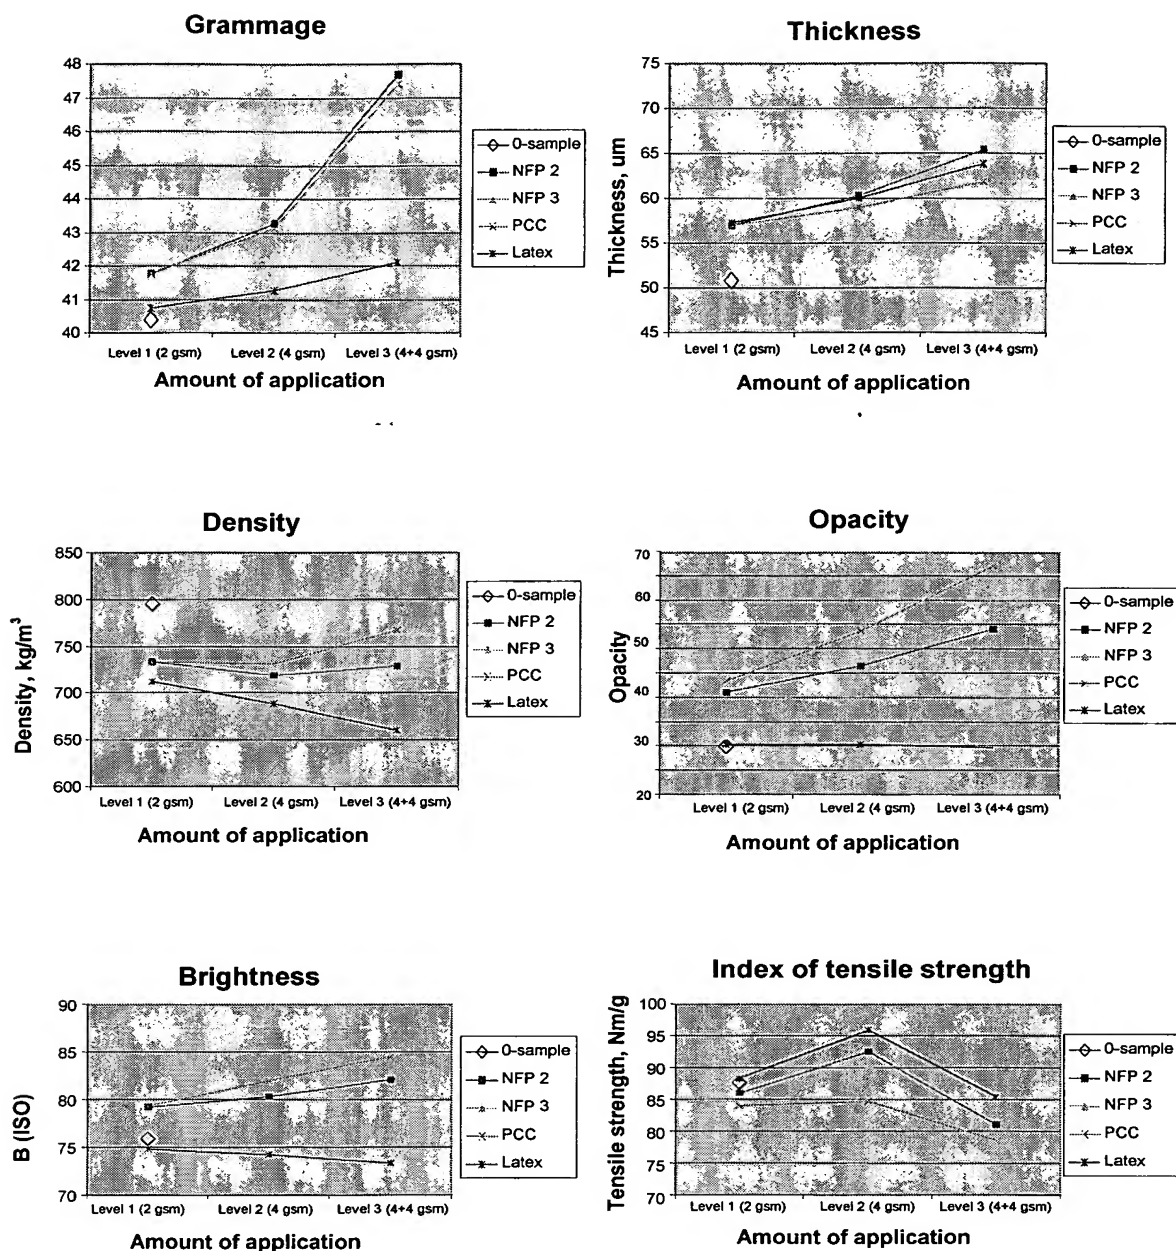 Grammage
48
47
46
45
44
43
42
41
40
Level 1 (2 gsm) Level 2 (4 gsm) Level 3 (4+4 gsm)
Amount of application
0-sample
NFP 2
NFP 3
PCC
Latex
Thickness
Thickness, um
75
70
65
60
55
50
45
Level 1 (2 gsm) Level 2 (4 gsm) Level 3 (4+4 gsm)
Amount of application
0-sample
NFP 2
NFP 3
PCC
Latex
Density
Density, kg/m³
850
800
750
700
650
600
Level 1 (2 gsm) Level 2 (4 gsm) Level 3 (4+4 gsm)
Amount of application
0-sample
NFP 2
NFP 3
PCC
Latex
Opacity
Opacity
70
60
50
40
30
20
Level 1 (2 gsm) Level 2 (4 gsm) Level 3 (4+4 gsm)
Amount of application
0-sample
NFP 2
NFP 3
PCC
Latex
Brightness
B (ISO)
90
85
80
75
70
Level 1 (2 gsm) Level 2 (4 gsm) Level 3 (4+4 gsm)
Amount of application
0-sample
NFP 2
NFP 3
PCC
Latex
Index of tensile strength
Tensile strength, Nm/g
100
95
90
85
80
75
70
Level 1 (2 gsm) Level 2 (4 gsm) Level 3 (4+4 gsm)
Amount of application
0-sample
NFP 2
NFP 3
PCC
Latex